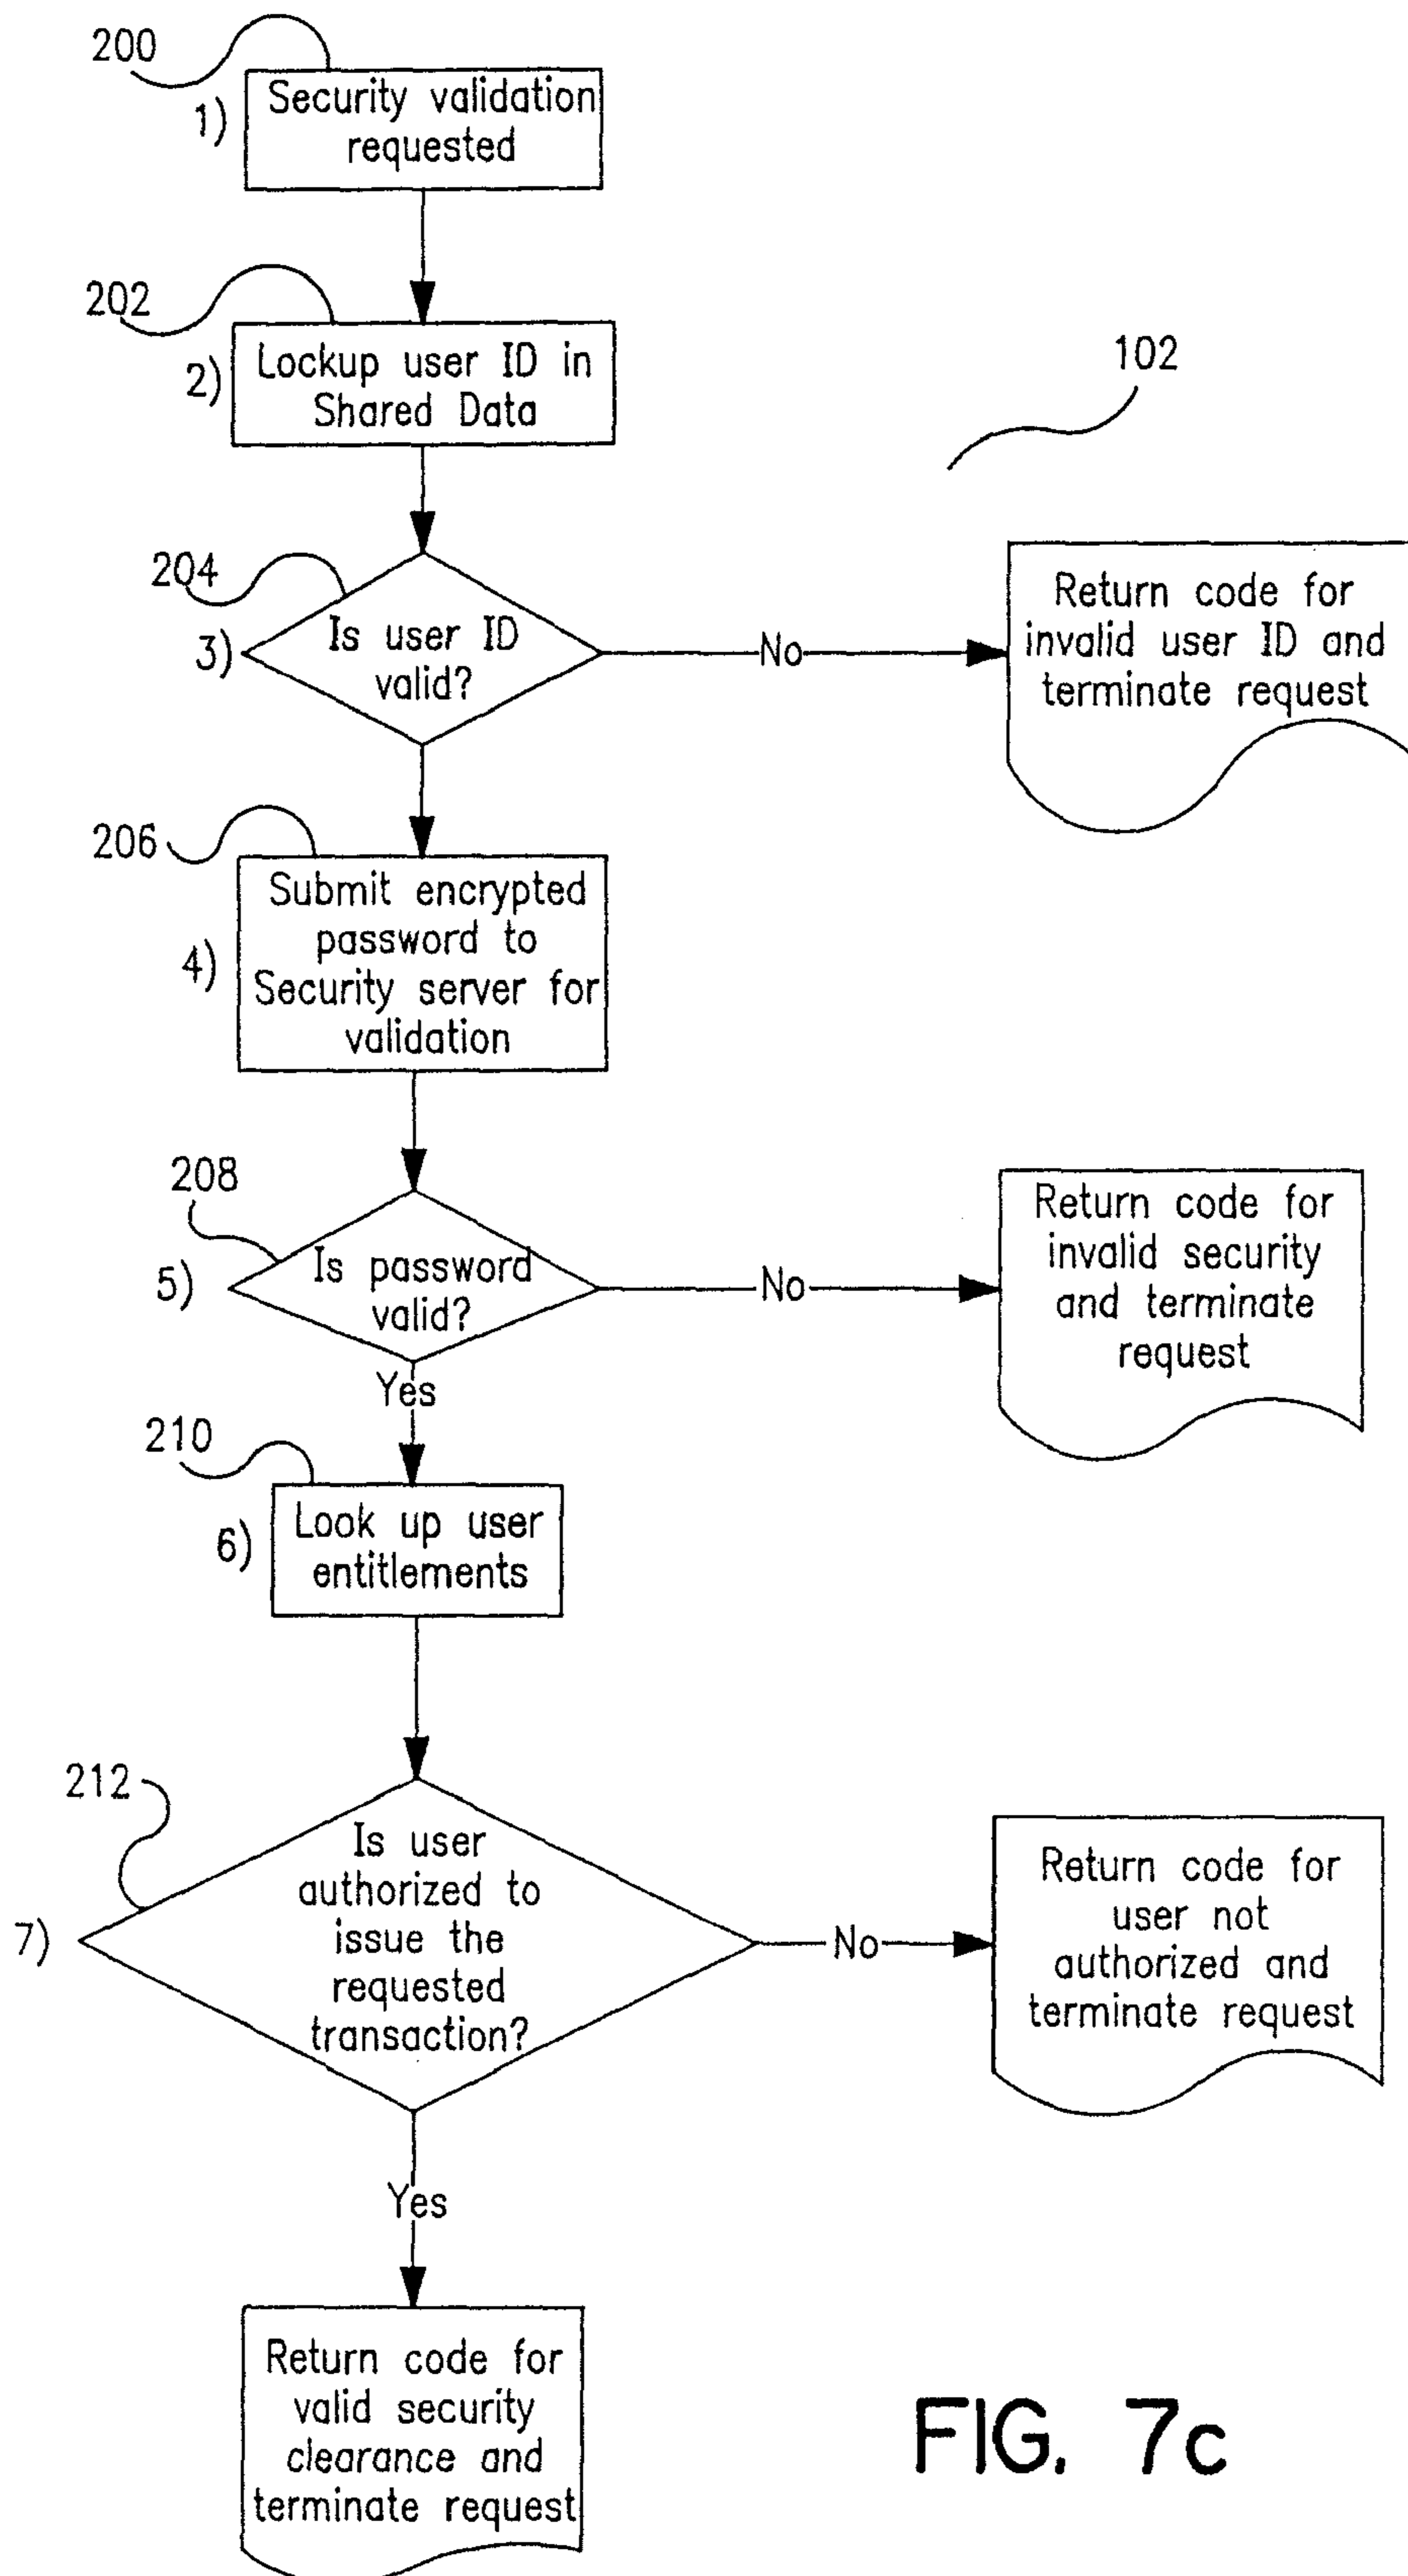 200
1)
Security validation
requested
202
2)
Lockup user ID in
Shared Data
102
204
3)
Is user ID
valid?
No
Return code for
invalid user ID and
terminate request
206
4)
Submit encrypted
password to
Security server for
validation
208
5)
Is password
valid?
No
Return code for
invalid security
and terminate
request
Yes
210
6)
Look up user
entitlements
212
7)
Is user
authorized to
issue the
requested
transaction?
No
Return code for
user not
authorized and
terminate request
Yes
Return code for
valid security
clearance and
terminate request
FIG. 7c